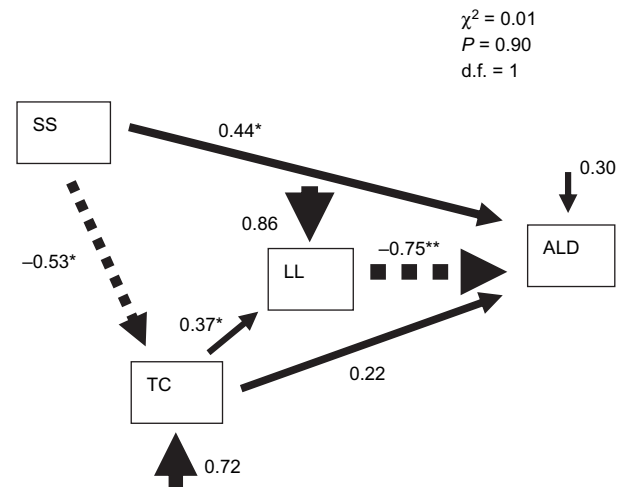 χ² = 0.01
P = 0.90
d.f. = 1
SS
0.44*
0.30
0.86
–0.75**
ALD
–0.53*
LL
0.37*
TC
0.22
0.72